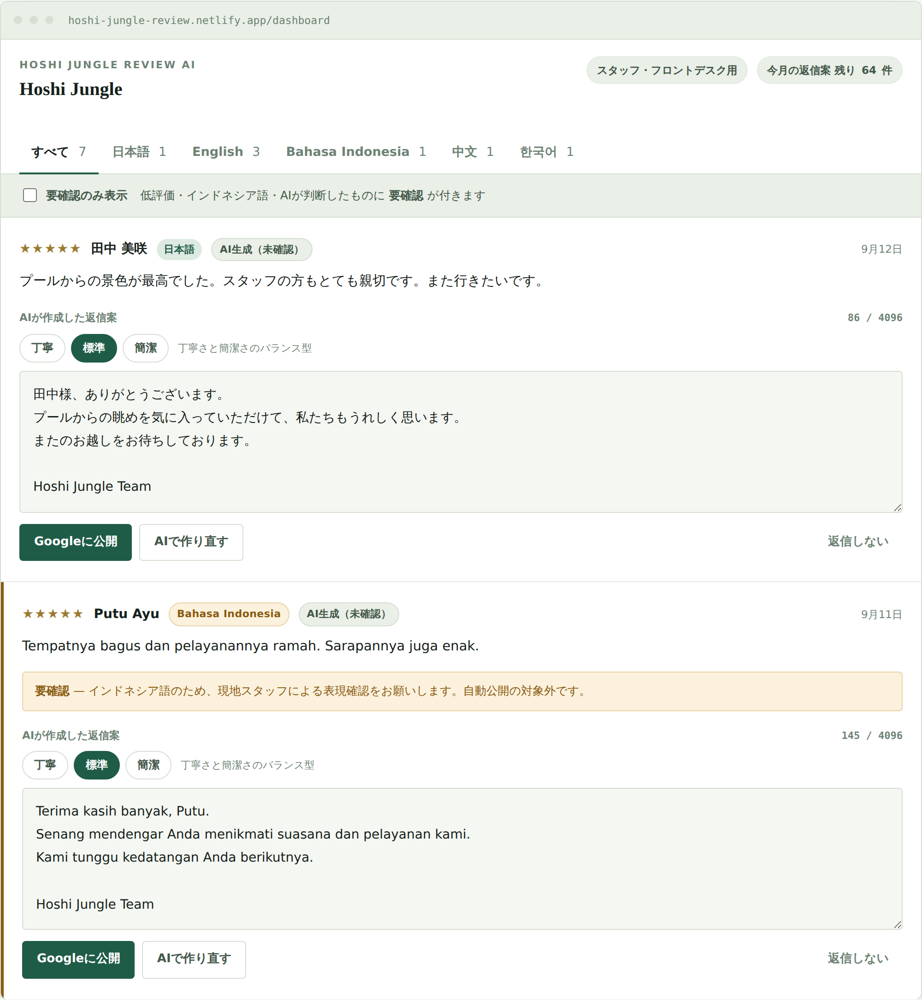 hoshi-jungle-review.netlify.app/dashboard
HOSHI JUNGLE REVIEW AI
Hoshi Jungle
スタッフ・フロントデスク用
今月の返信案 残り 64 件
すべて 7 日本語 1 English 3 Bahasa Indonesia 1 中文 1 한국어 1
要確認のみ表示 低評価・インドネシア語・AIが判断したものに 要確認 が付きます
★★★★★ 田中 美咲 日本語 AI生成（未確認） 9月12日
プールからの景色が最高でした。スタッフの方もとても親切です。また行きたいです。
AIが作成した返信案 86 / 4096
丁寧 標準 簡潔 丁寧さと簡潔さのバランス型
田中様、ありがとうございます。
プールからの眺めを気に入っていただけて、私たちもうれしく思います。
またのお越しをお待ちしております。
Hoshi Jungle Team
Googleに公開 AIで作り直す 返信しない
★★★★★ Putu Ayu Bahasa Indonesia AI生成（未確認） 9月11日
Tempatnya bagus dan pelayanannya ramah. Sarapannya juga enak.
要確認 — インドネシア語のため、現地スタッフによる表現確認をお願いします。自動公開の対象外です。
AIが作成した返信案 145 / 4096
丁寧 標準 簡潔 丁寧さと簡潔さのバランス型
Terima kasih banyak, Putu.
Senang mendengar Anda menikmati suasana dan pelayanan kami.
Kami tunggu kedatangan Anda berikutnya.
Hoshi Jungle Team
Googleに公開 AIで作り直す 返信しない